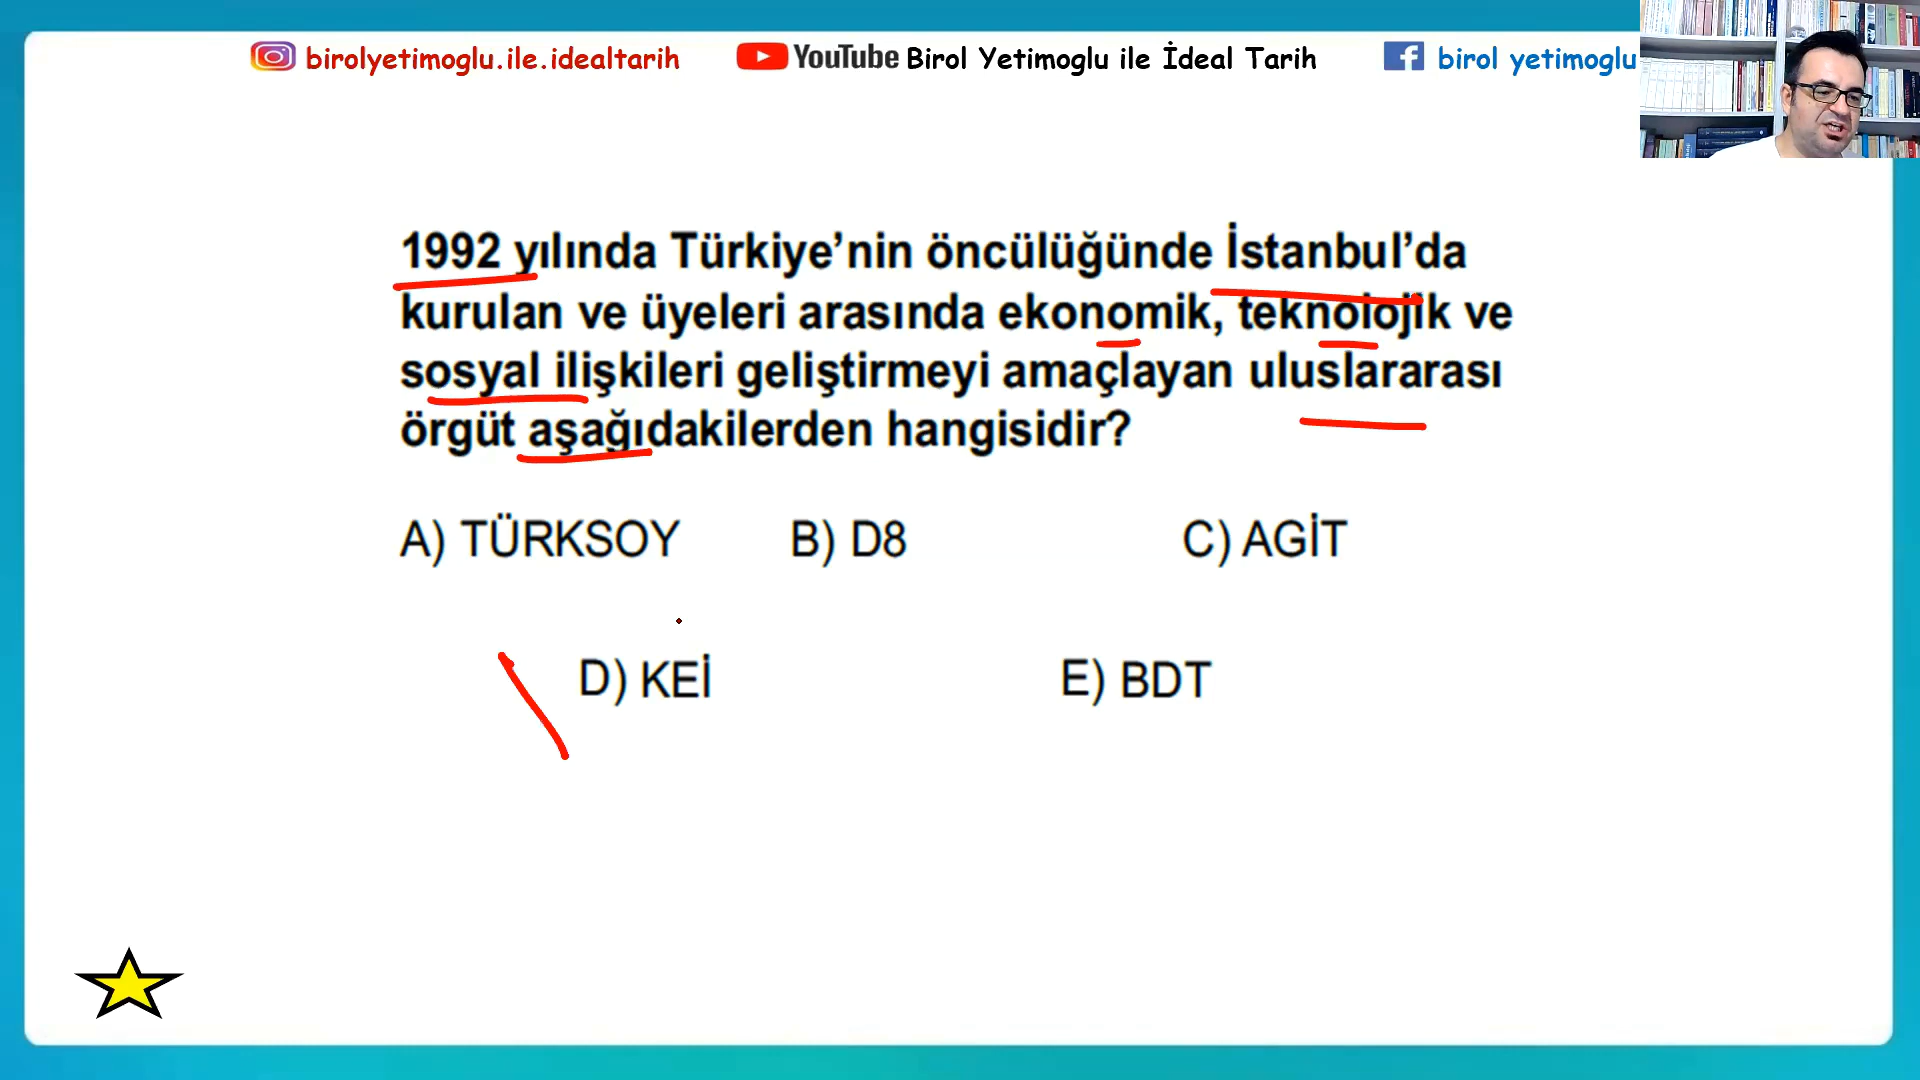 birolyetimoglu.ile.idealtarih YouTube Birol Yetimoglu ile İdeal Tarih birol yetimoglu
1992 yılında Türkiye’nin öncülüğünde İstanbul’da
kurulan ve üyeleri arasında ekonomik, teknolojik ve
sosyal ilişkileri geliştirmeyi amaçlayan uluslararası
örgüt aşağıdakilerden hangisidir?
A) TÜRKSOY B) D8 C) AGİT
D) KEİ E) BDT